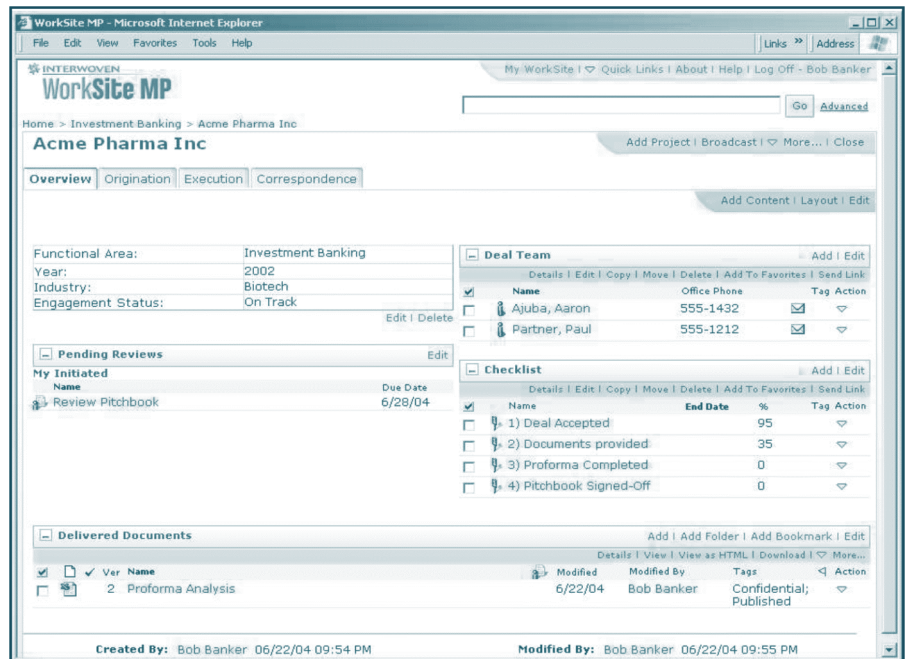 WorkSite MP - Microsoft Internet Explorer
File Edit View Favorites Tools Help Links » Address
INTERWOVEN
WorkSite MP
My WorkSite | Quick Links | About | Help | Log Off - Bob Banker
Go Advanced
Home > Investment Banking > Acme Pharma Inc
Acme Pharma Inc
Add Project | Broadcast | More... | Close
Overview Origination Execution Correspondence
Add Content | Layout | Edit
Functional Area: Investment Banking
Year: 2002
Industry: Biotech
Engagement Status: On Track
Edit | Delete
Pending Reviews Edit
My Initiated
Name Due Date
Review Pitchbook 6/28/04
Deal Team Add | Edit
Details | Edit | Copy | Move | Delete | Add To Favorites | Send Link
Name Office Phone Tag Action
Ajuba, Aaron 555-1432
Partner, Paul 555-1212
Checklist Add | Edit
Details | Edit | Copy | Move | Delete | Add To Favorites | Send Link
Name End Date % Tag Action
1) Deal Accepted 95
2) Documents provided 35
3) Proforma Completed 0
4) Pitchbook Signed-Off 0
Delivered Documents Add | Add Folder | Add Bookmark | Edit
Details | View | View as HTML | Download | More...
Ver Name Modified Modified By Tags Action
2 Proforma Analysis 6/22/04 Bob Banker Confidential;
Published
Created By: Bob Banker 06/22/04 09:54 PM Modified By: Bob Banker 06/22/04 09:55 PM